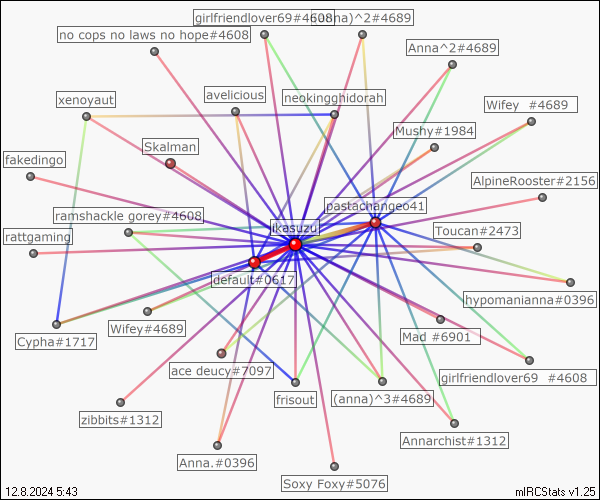 girlfriendlover69#4608
(anna)^2#4689
no cops no laws no hope#4608
Anna^2#4689
xenoyaut
avelicious
neokingghidorah
Wifey #4689
Mushy#1984
Skalman
fakedingo
AlpineRooster#2156
pastachangeo41
ramshackle gorey#4608
jikasuzu
Toucan#2473
rattgaming
default#0617
hypomanianna#0396
Wifey#4689
Mad #6901
Cypha#1717
ace deucy#7097
girlfriendlover69 #4608
frisout
(anna)^3#4689
zibbits#1312
Annarchist#1312
Anna.#0396
Soxy Foxy#5076
12.8.2024 5:43
mIRCStats v1.25